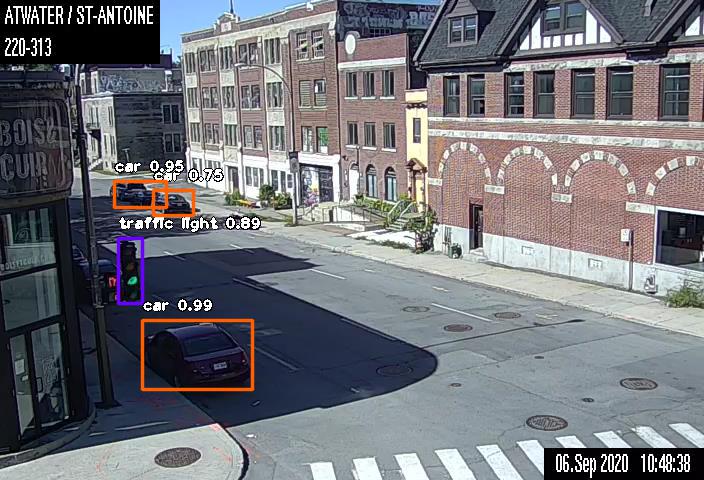 ATWATER / ST-ANTOINE
220-313
BOIS
CUIR
car 0.95
car 0.75
traffic light 0.89
car 0.99
06.Sep 2020 10:48:38